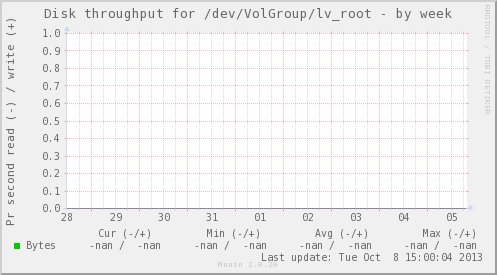 Disk throughput for /dev/VolGroup/lv_root - by week
RRDTOOL / TOBI OETIKER
Pr second read (-) / write (+)
1.0
0.9
0.8
0.7
0.6
0.5
0.4
0.3
0.2
0.1
0.0
28 29 30 31 01 02 03 04 05
Cur (-/+) Min (-/+) Avg (-/+) Max (-/+)
Bytes -nan / -nan -nan / -nan -nan / -nan -nan / -nan
Last update: Tue Oct 8 15:00:04 2013
Munin 2.0.20